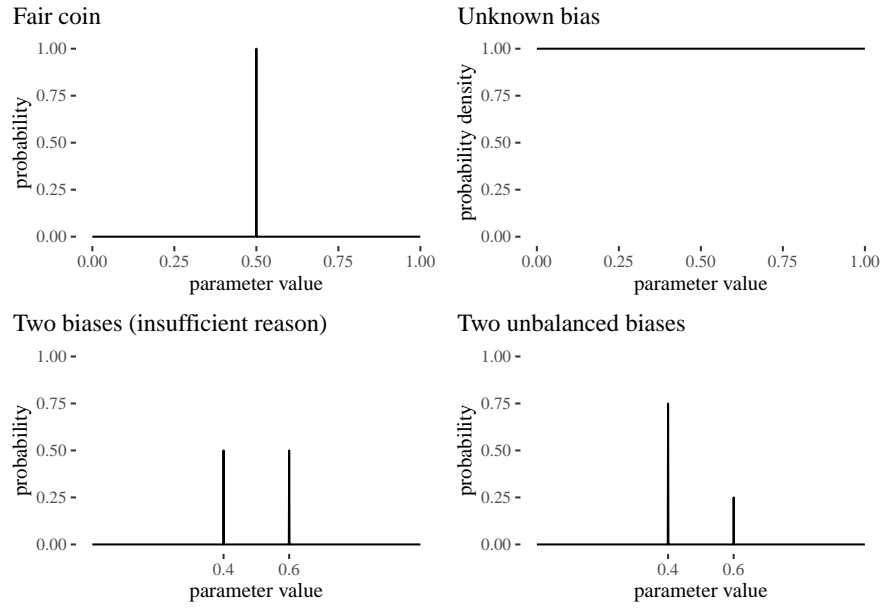 Fair coin
probability
1.00
0.75
0.50
0.25
0.00
0.00 0.25 0.50 0.75 1.00
parameter value
Unknown bias
probability density
1.00
0.75
0.50
0.25
0.00
0.00 0.25 0.50 0.75 1.00
parameter value
Two biases (insufficient reason)
probability
1.00
0.75
0.50
0.25
0.00
0.4 0.6
parameter value
Two unbalanced biases
probability
1.00
0.75
0.50
0.25
0.00
0.4 0.6
parameter value